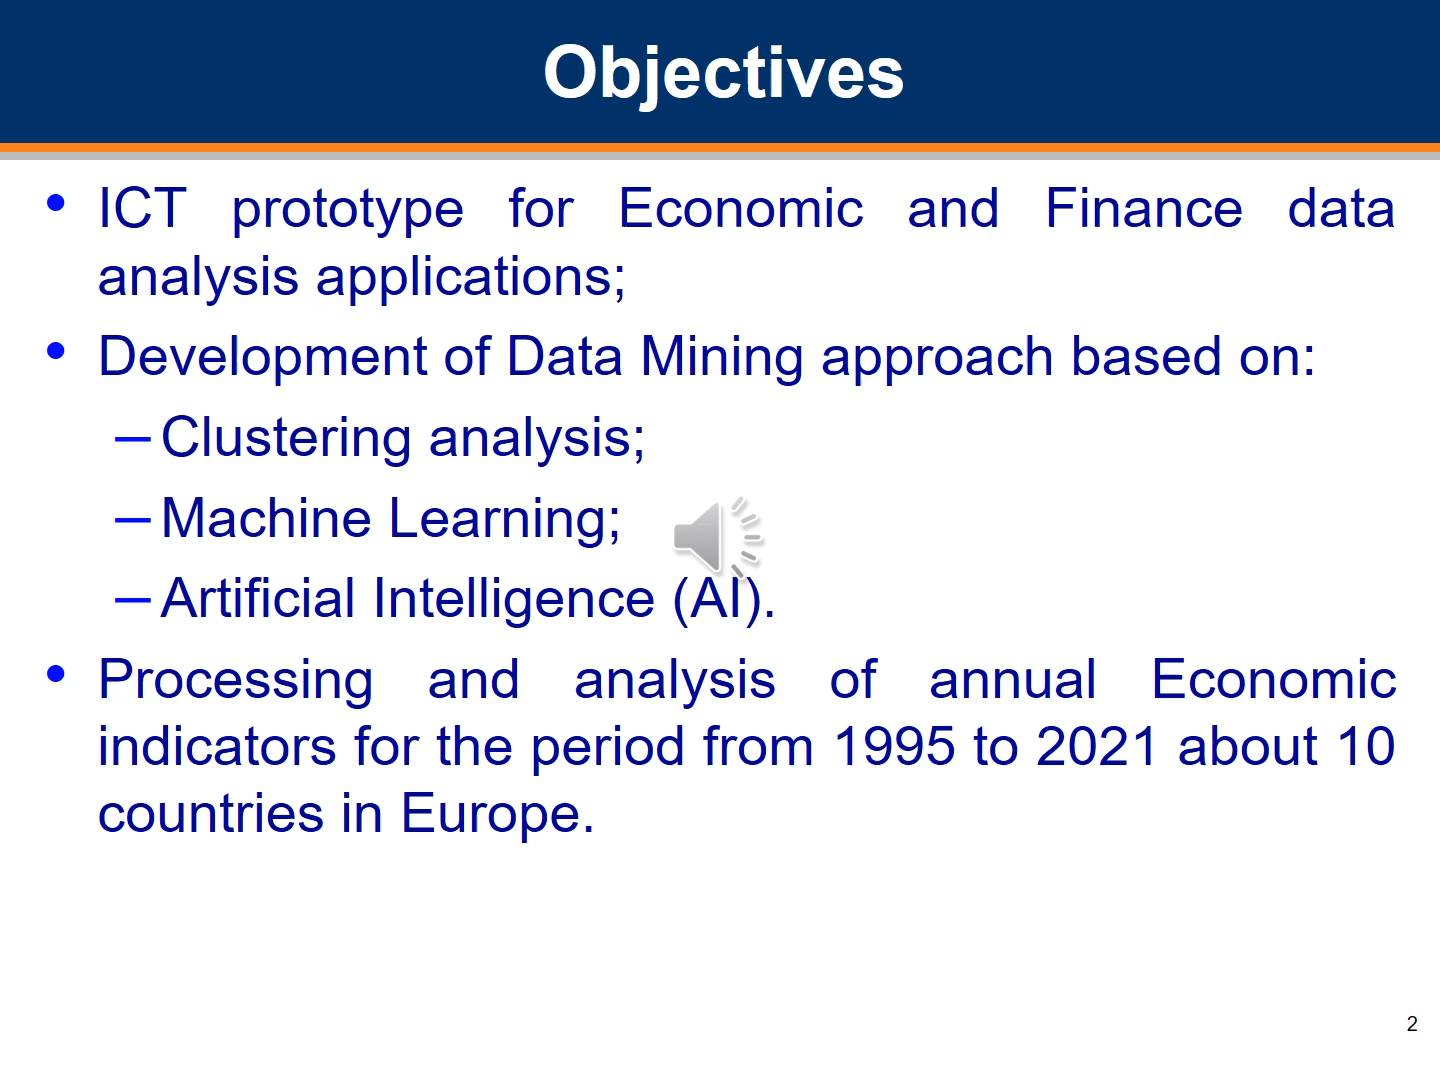 Objectives
• ICT prototype for Economic and Finance data
analysis applications;
• Development of Data Mining approach based on:
– Clustering analysis;
– Machine Learning;
– Artificial Intelligence (AI).
• Processing and analysis of annual Economic
indicators for the period from 1995 to 2021 about 10
countries in Europe.
2